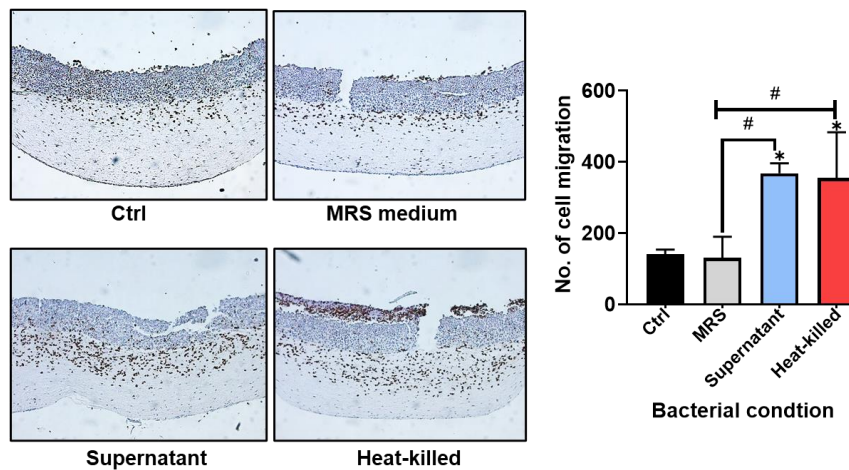 Ctrl
MRS medium
Supernatant
Heat-killed
No. of cell migration
600
400
200
0
#
#
*
*
Ctrl
MRS
Supernatant
Heat-killed
Bacterial condtion